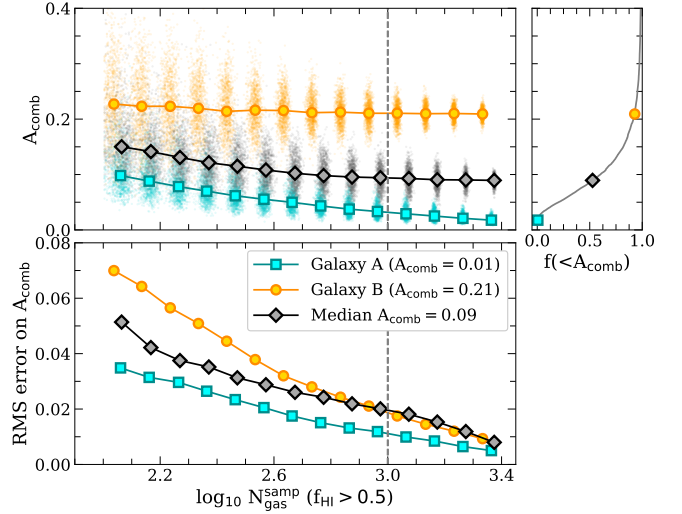 0.4
0.2
0.0
A_comb
0.0
0.5
1.0
f(<A_comb)
0.08
0.06
0.04
0.02
0.00
RMS error on A_comb
Galaxy A (A_comb = 0.01)
Galaxy B (A_comb = 0.21)
Median A_comb = 0.09
2.2
2.6
3.0
3.4
log₁₀ N_gas^samp (f_HI > 0.5)